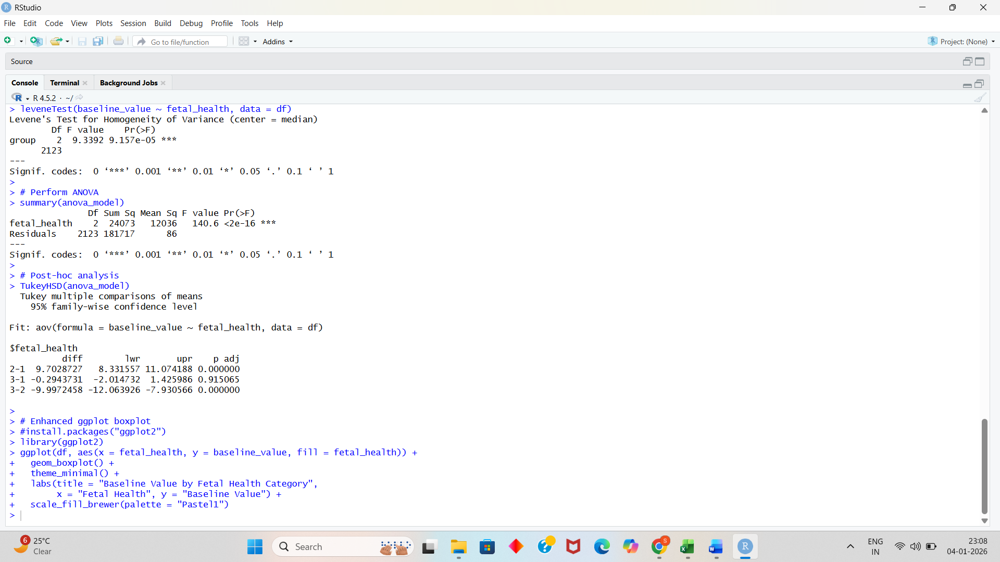 RStudio
File Edit Code View Plots Session Build Debug Profile Tools Help
Go to file/function Addins Project: (None)
Source
Console Terminal Background Jobs
R 4.5.2 · ~/
> leveneTest(baseline_value ~ fetal_health, data = df)
Levene's Test for Homogeneity of Variance (center = median)
        Df F value    Pr(>F)
group    2  9.3392 9.157e-05 ***
      2123
---
Signif. codes:  0 ‘***’ 0.001 ‘**’ 0.01 ‘*’ 0.05 ‘.’ 0.1 ‘ ’ 1
>
> # Perform ANOVA
> summary(anova_model)
               Df Sum Sq Mean Sq F value Pr(>F)
fetal_health    2  24073   12036   140.6 <2e-16 ***
Residuals    2123 181717      86
---
Signif. codes:  0 ‘***’ 0.001 ‘**’ 0.01 ‘*’ 0.05 ‘.’ 0.1 ‘ ’ 1
>
> # Post-hoc analysis
> TukeyHSD(anova_model)
  Tukey multiple comparisons of means
    95% family-wise confidence level

Fit: aov(formula = baseline_value ~ fetal_health, data = df)

$fetal_health
          diff        lwr       upr    p adj
2-1  9.7028727   8.331557 11.074188 0.000000
3-1 -0.2943731  -2.014732  1.425986 0.915065
3-2 -9.9972458 -12.063926 -7.930566 0.000000

>
> # Enhanced ggplot boxplot
> #install.packages("ggplot2")
> library(ggplot2)
> ggplot(df, aes(x = fetal_health, y = baseline_value, fill = fetal_health)) +
+   geom_boxplot() +
+   theme_minimal() +
+   labs(title = "Baseline Value by Fetal Health Category",
+        x = "Fetal Health", y = "Baseline Value") +
+   scale_fill_brewer(palette = "Pastel1")
>
6 25°C
Clear
Search
ENG
IN
23:08
04-01-2026